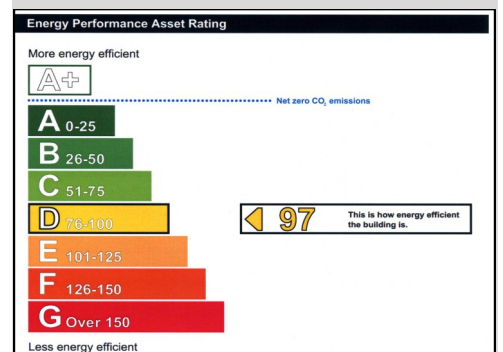 Energy Performance Asset Rating
More energy efficient
A+
Net zero CO₂ emissions
A 0-25
B 26-50
C 51-75
D 76-100
97 This is how energy efficient
the building is.
E 101-125
F 126-150
G Over 150
Less energy efficient